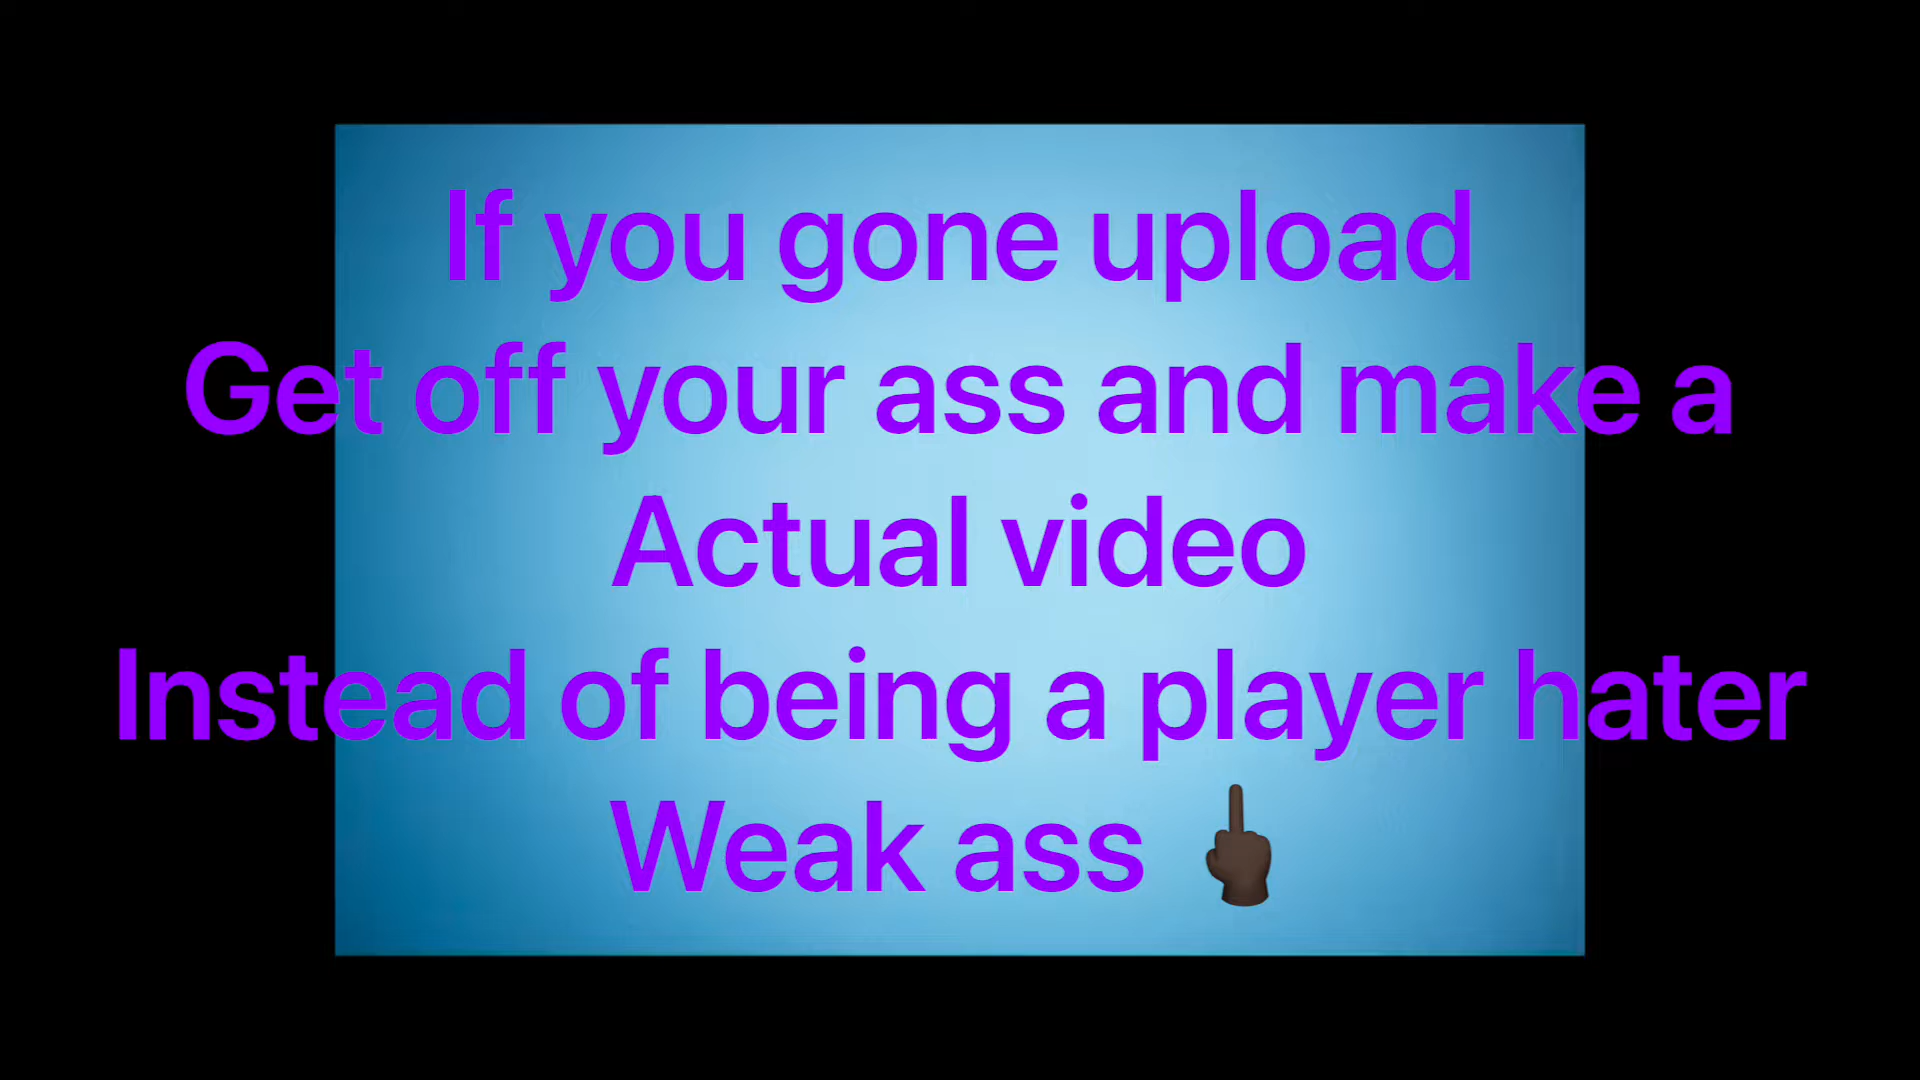 If you gone upload
Get off your ass and make a
Actual video
Instead of being a player hater
Weak ass 🖕🏿